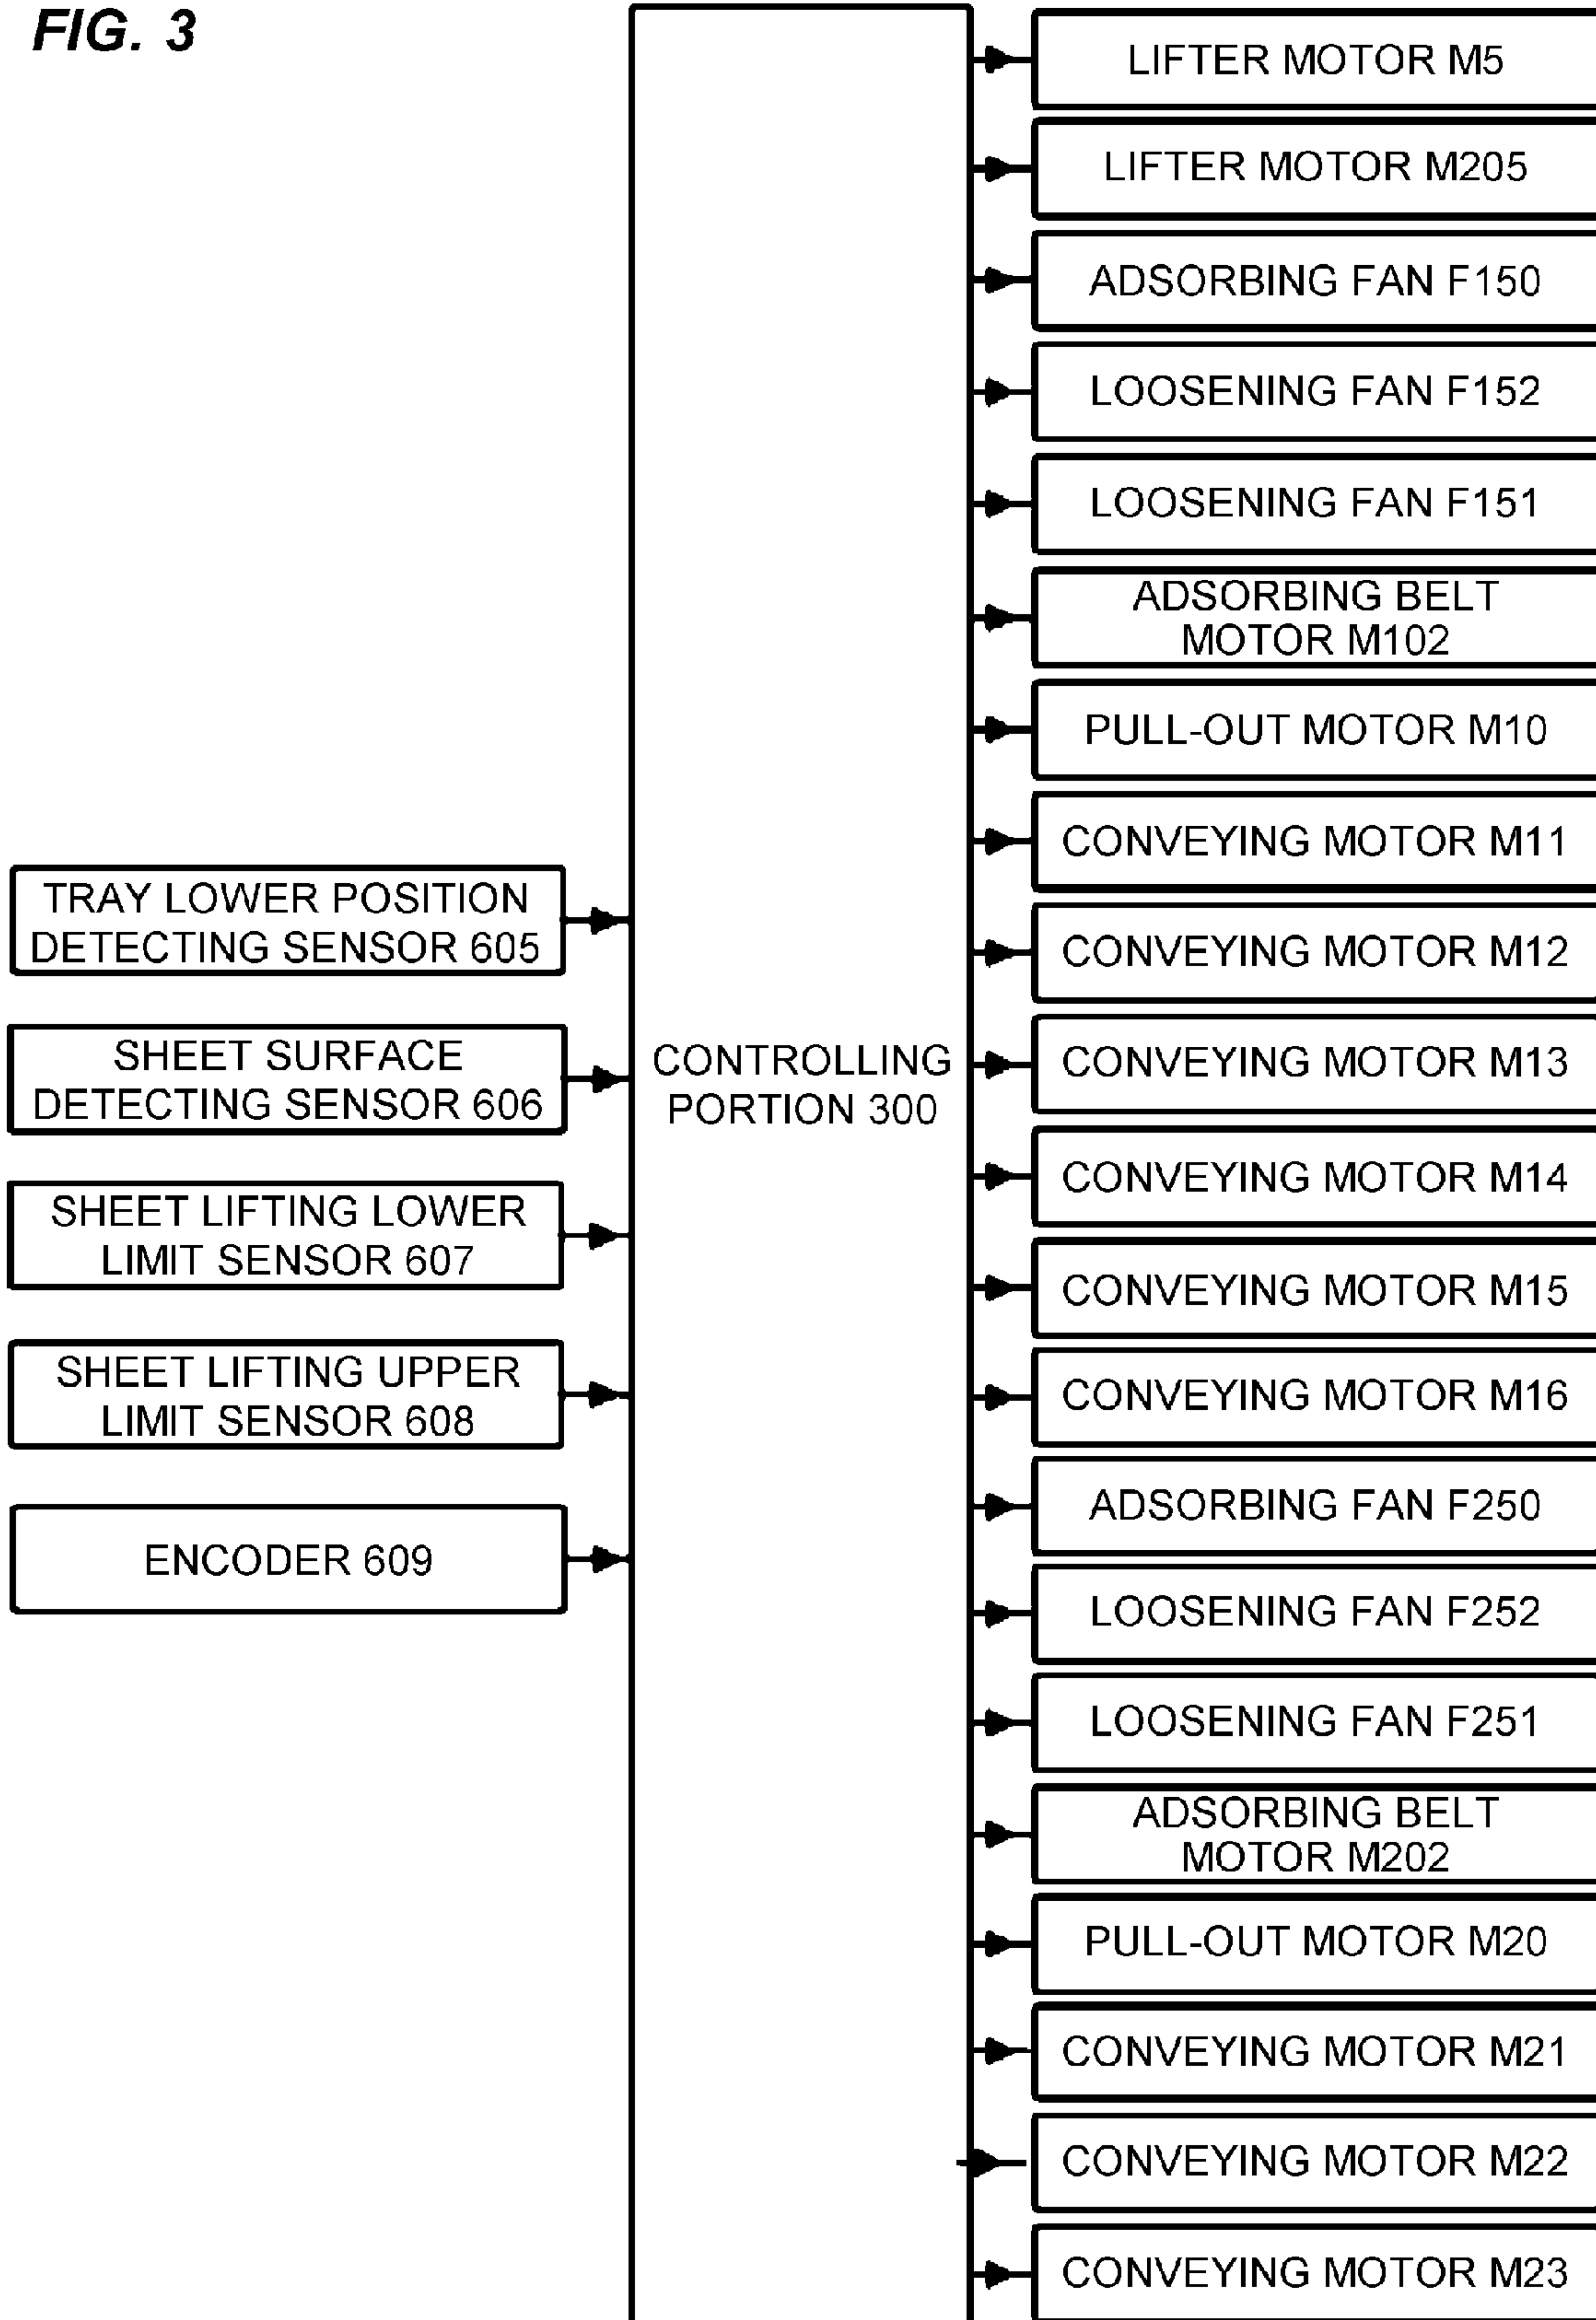 FIG. 3
TRAY LOWER POSITION
DETECTING SENSOR 605
SHEET SURFACE
DETECTING SENSOR 606
SHEET LIFTING LOWER
LIMIT SENSOR 607
SHEET LIFTING UPPER
LIMIT SENSOR 608
ENCODER 609
CONTROLLING
PORTION 300
LIFTER MOTOR M5
LIFTER MOTOR M205
ADSORBING FAN F150
LOOSENING FAN F152
LOOSENING FAN F151
ADSORBING BELT
MOTOR M102
PULL-OUT MOTOR M10
CONVEYING MOTOR M11
CONVEYING MOTOR M12
CONVEYING MOTOR M13
CONVEYING MOTOR M14
CONVEYING MOTOR M15
CONVEYING MOTOR M16
ADSORBING FAN F250
LOOSENING FAN F252
LOOSENING FAN F251
ADSORBING BELT
MOTOR M202
PULL-OUT MOTOR M20
CONVEYING MOTOR M21
CONVEYING MOTOR M22
CONVEYING MOTOR M23